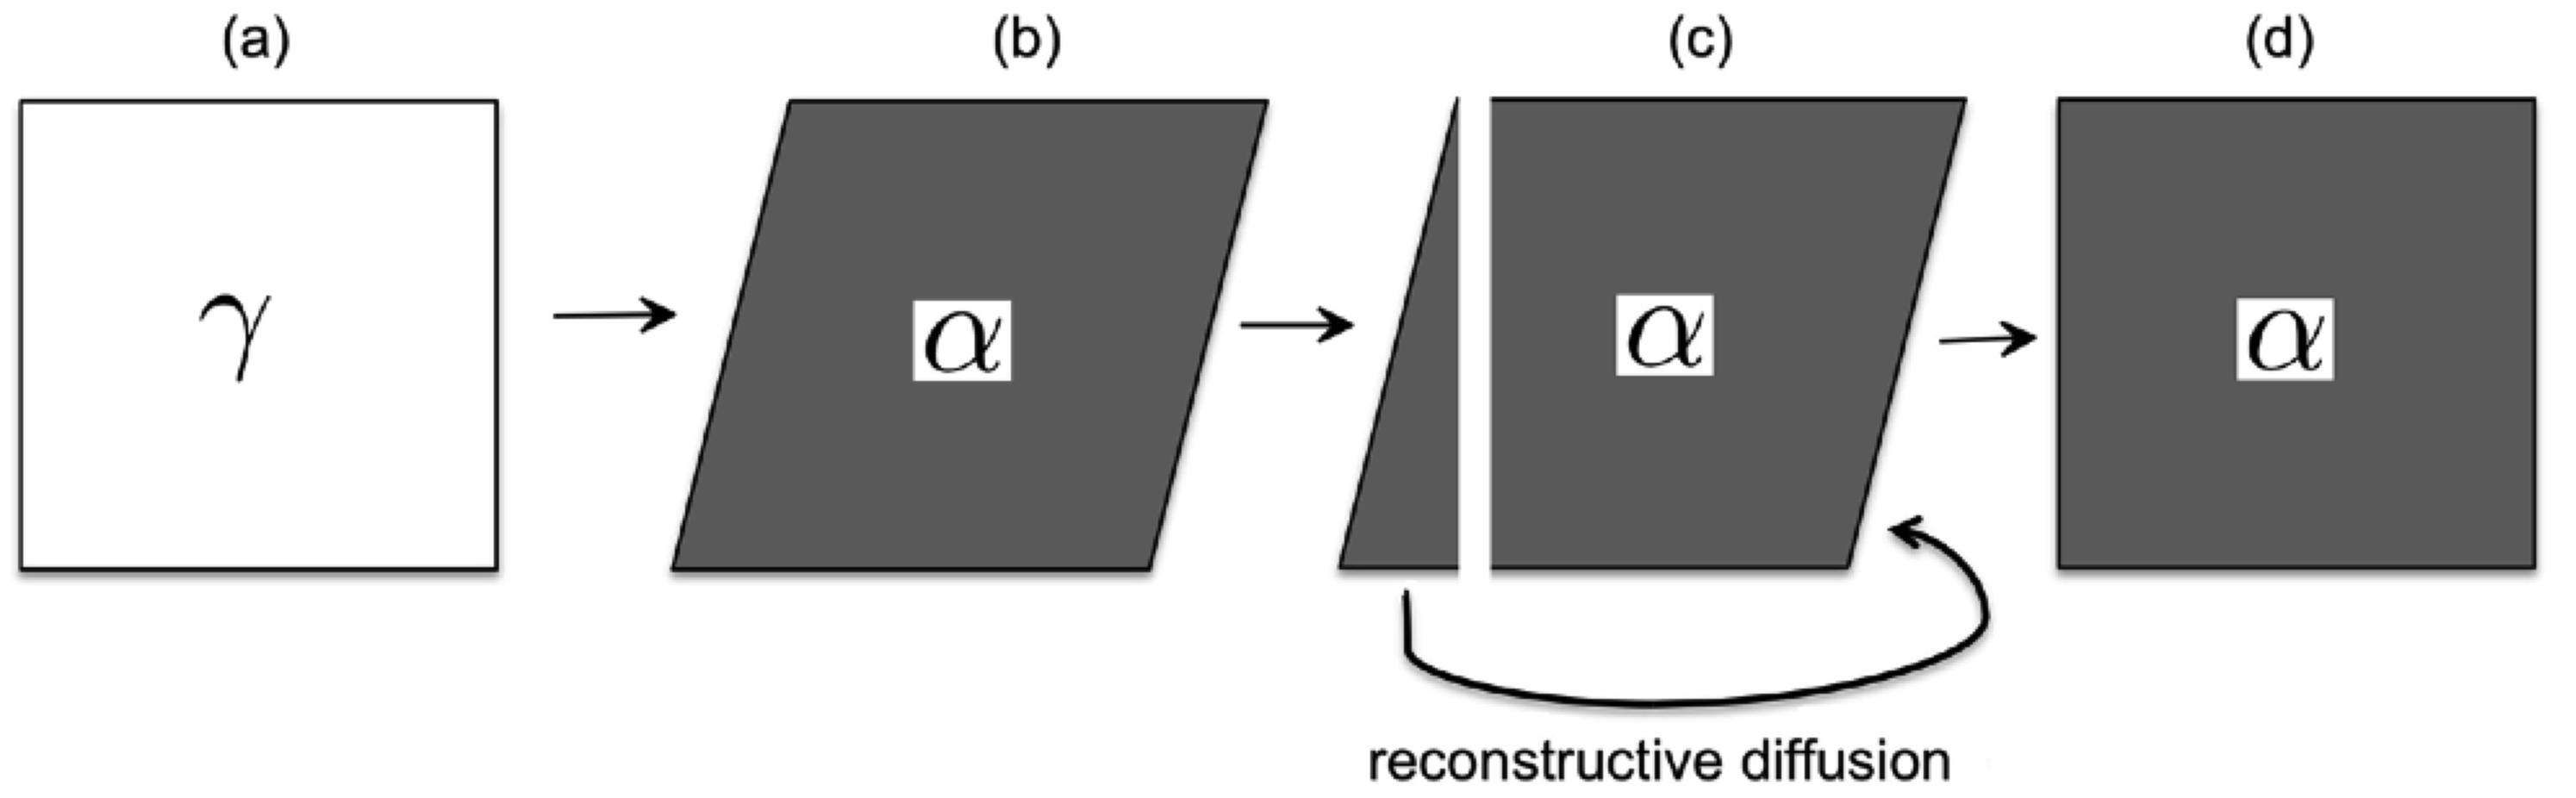 (a) (b) (c) (d)
γ α α α
reconstructive diffusion